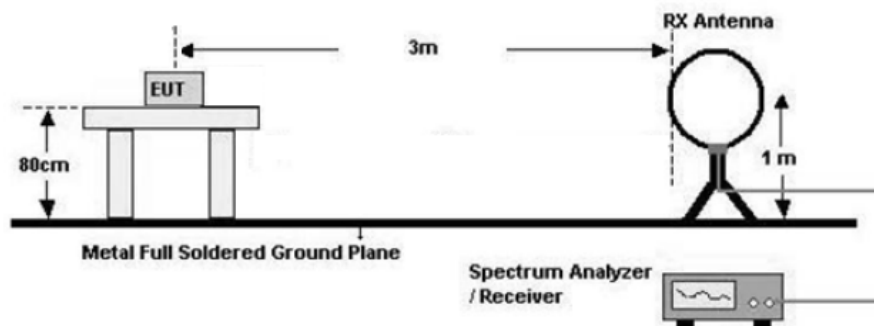 RX Antenna
3m
EUT
80cm
1 m
Metal Full Soldered Ground Plane
Spectrum Analyzer
/ Receiver